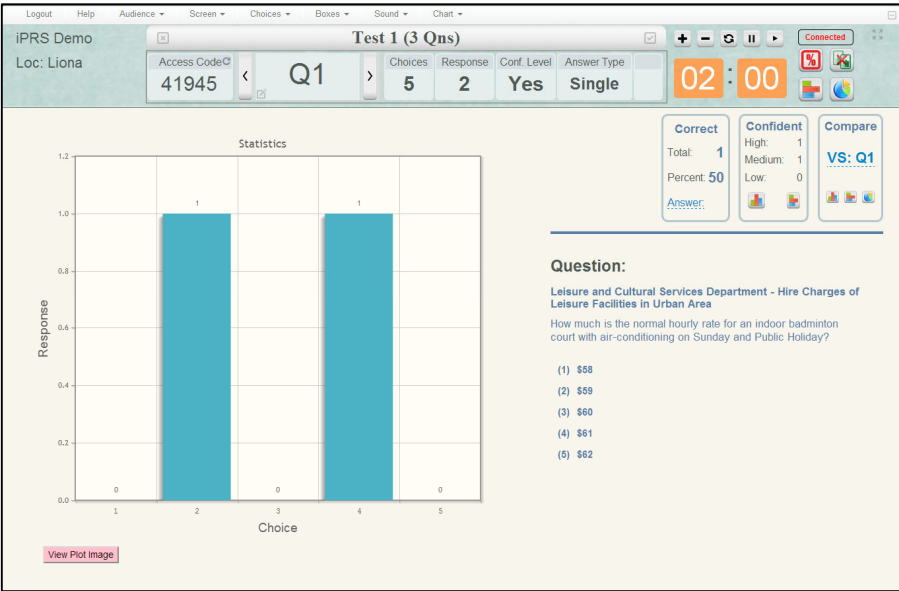 Logout Help Audience Screen Choices Boxes Sound Chart
iPRS Demo
Loc: Liona
Test 1 (3 Qns)
Access Code
41945
Q1
Choices
5
Response
2
Conf. Level
Yes
Answer Type
Single
02 : 00
Connected
Statistics
1.2
1.0
0.8
0.6
0.4
0.2
0.0
Response
0 1 0 1 0
1 2 3 4 5
Choice
View Plot Image
Correct
Total: 1
Percent: 50
Answer:
Confident
High: 1
Medium: 1
Low: 0
Compare
VS: Q1
Question:
Leisure and Cultural Services Department - Hire Charges of
Leisure Facilities in Urban Area
How much is the normal hourly rate for an indoor badminton
court with air-conditioning on Sunday and Public Holiday?
(1) $58
(2) $59
(3) $60
(4) $61
(5) $62